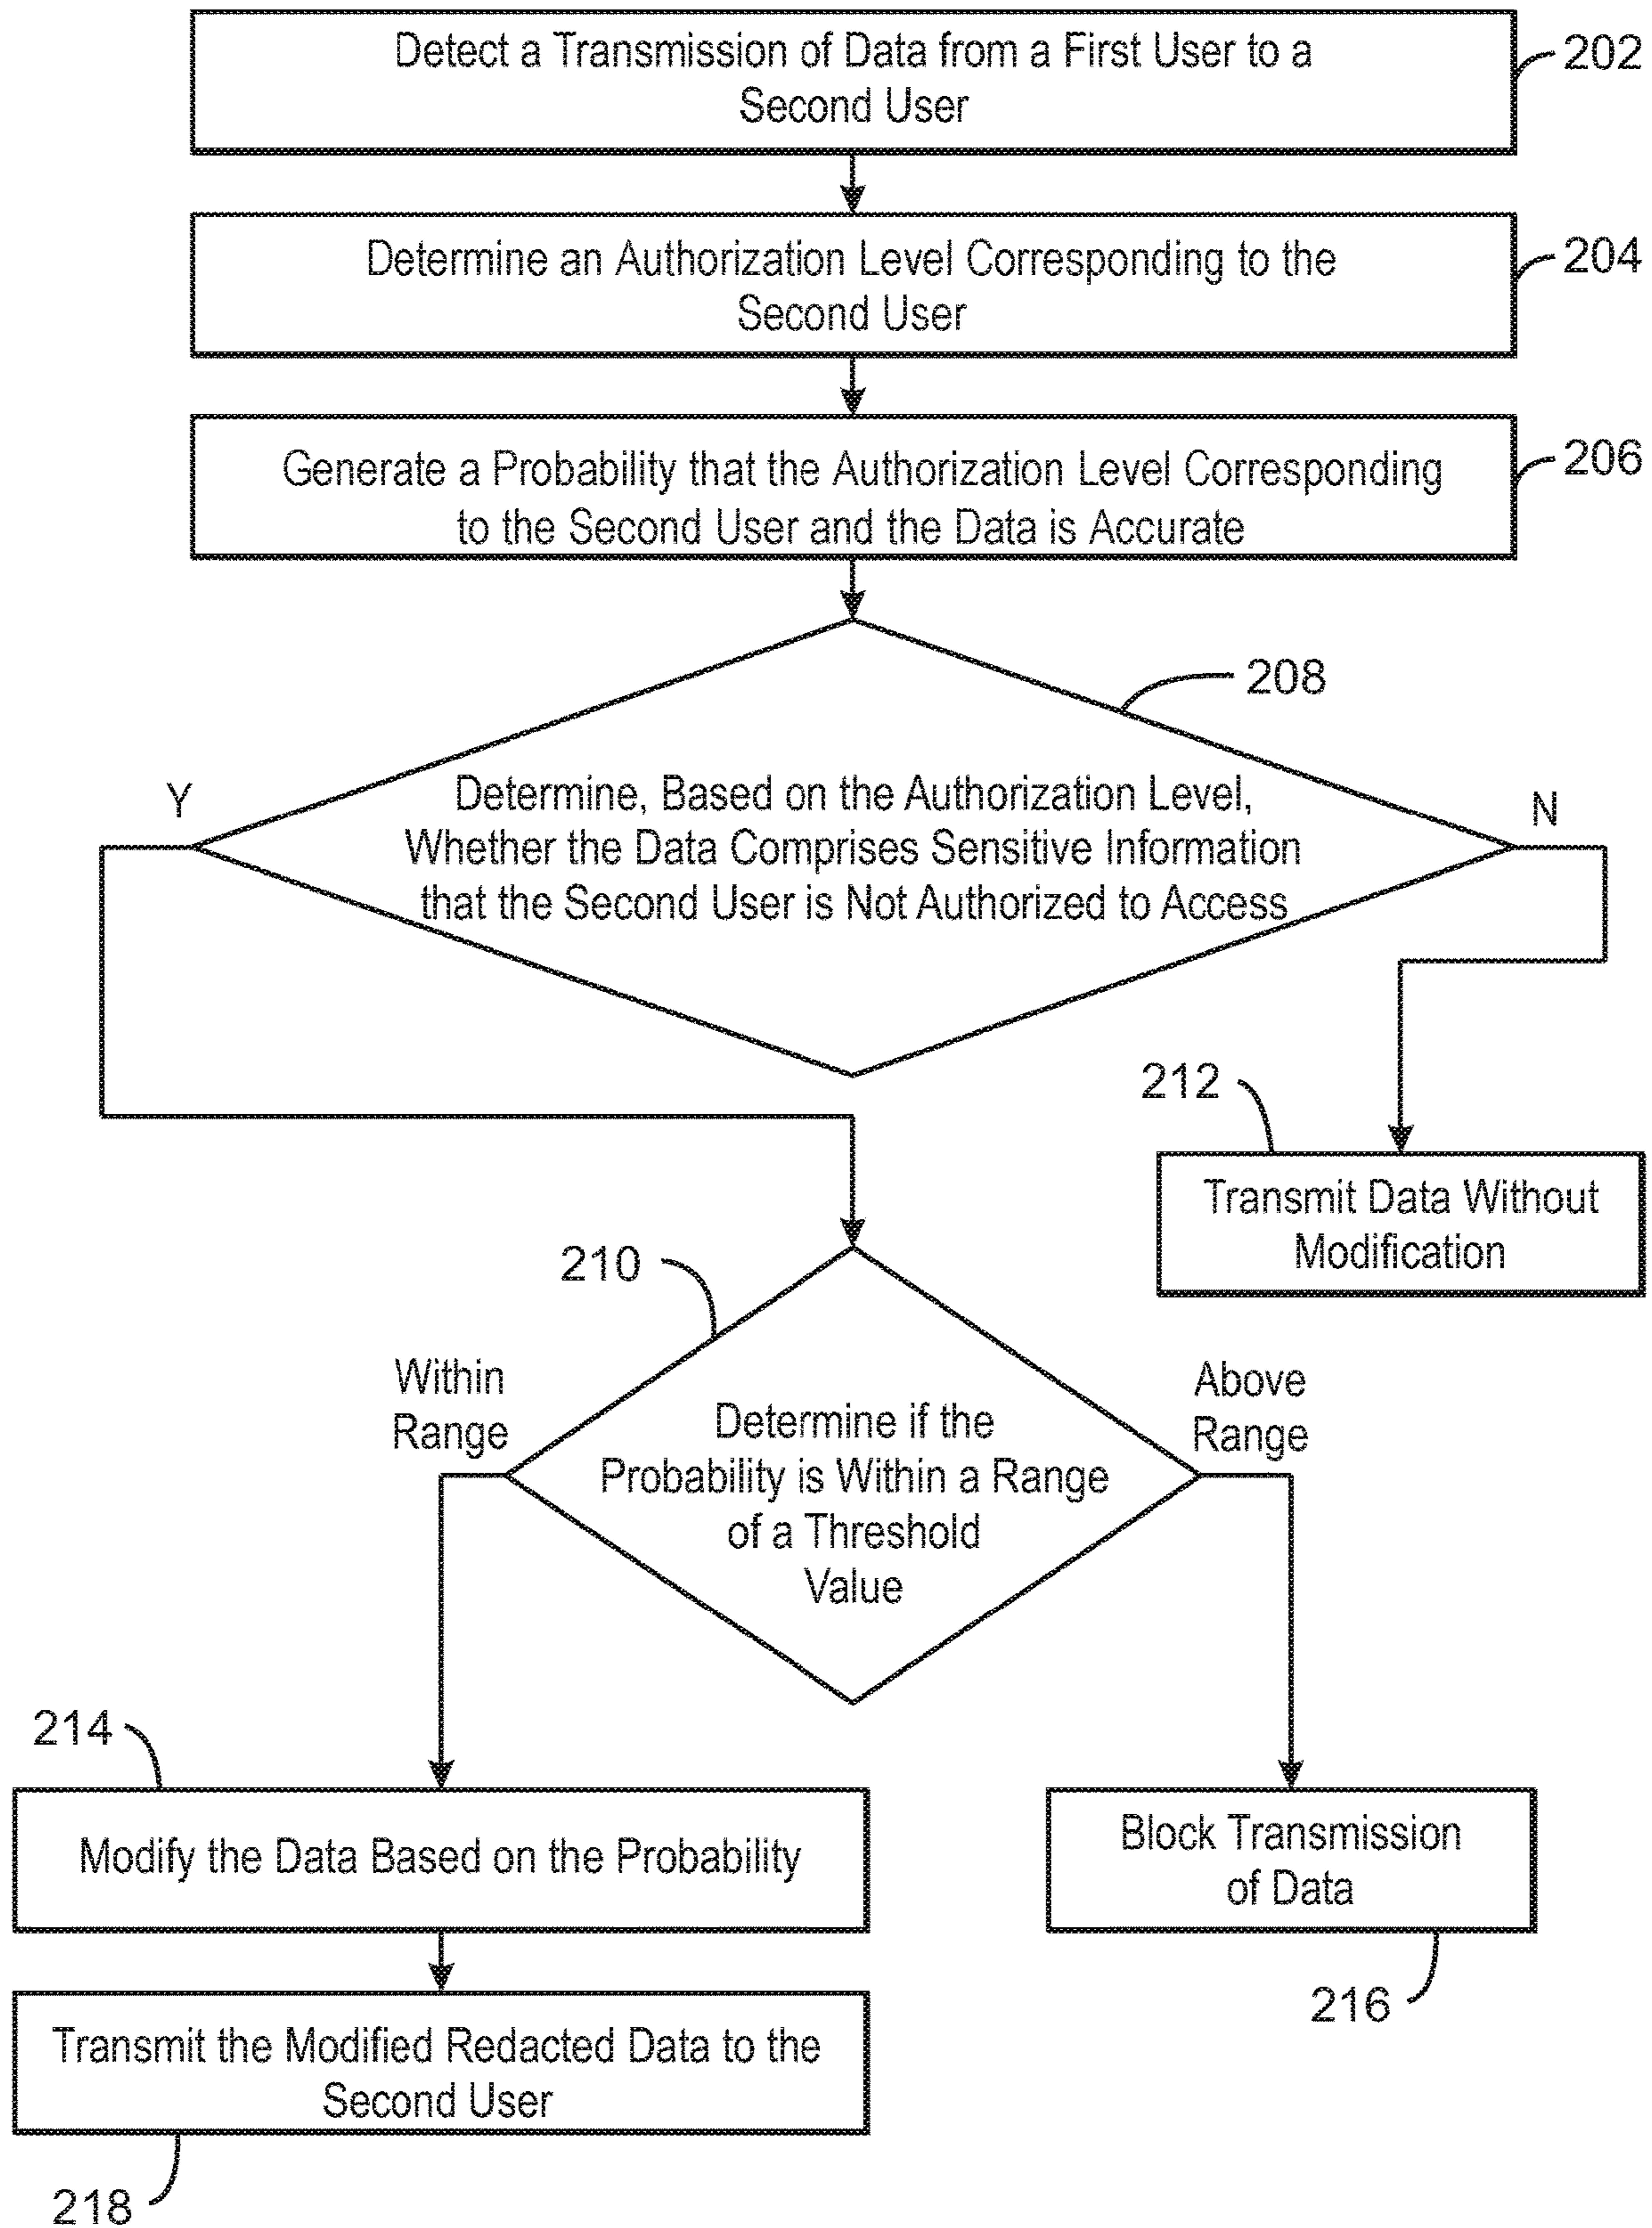 Detect a Transmission of Data from a First User to a
Second User
202
Determine an Authorization Level Corresponding to the
Second User
204
Generate a Probability that the Authorization Level Corresponding
to the Second User and the Data is Accurate
206
208
Y
Determine, Based on the Authorization Level,
Whether the Data Comprises Sensitive Information
that the Second User is Not Authorized to Access
N
212
Transmit Data Without
Modification
210
Within
Range
Determine if the
Probability is Within a Range
of a Threshold
Value
Above
Range
214
Modify the Data Based on the Probability
Block Transmission
of Data
216
Transmit the Modified Redacted Data to the
Second User
218